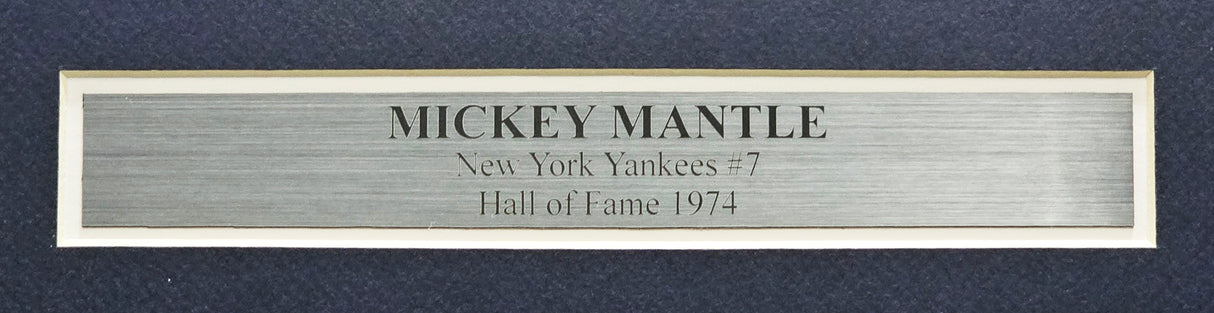 MICKEY MANTLE
New York Yankees #7
Hall of Fame 1974